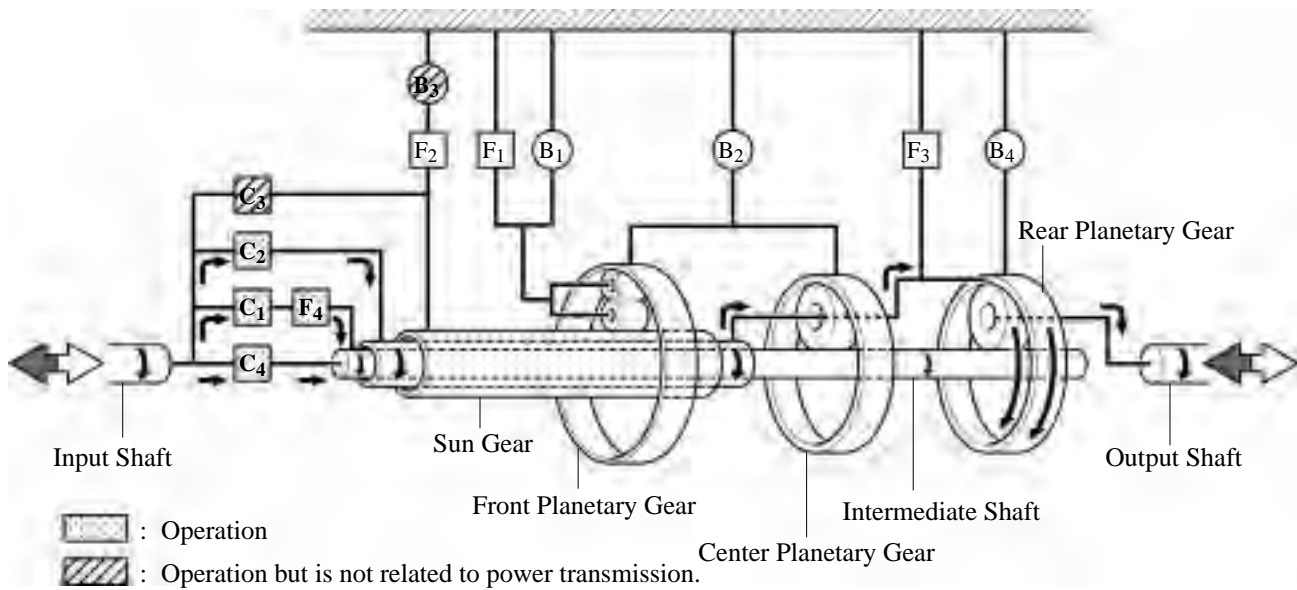 B3
F2 F1 B1 B2 F3 B4
C3
C2
Rear Planetary Gear
C1 F4
C4
Sun Gear
Input Shaft
Output Shaft
Front Planetary Gear
Intermediate Shaft
: Operation
Center Planetary Gear
: Operation but is not related to power transmission.